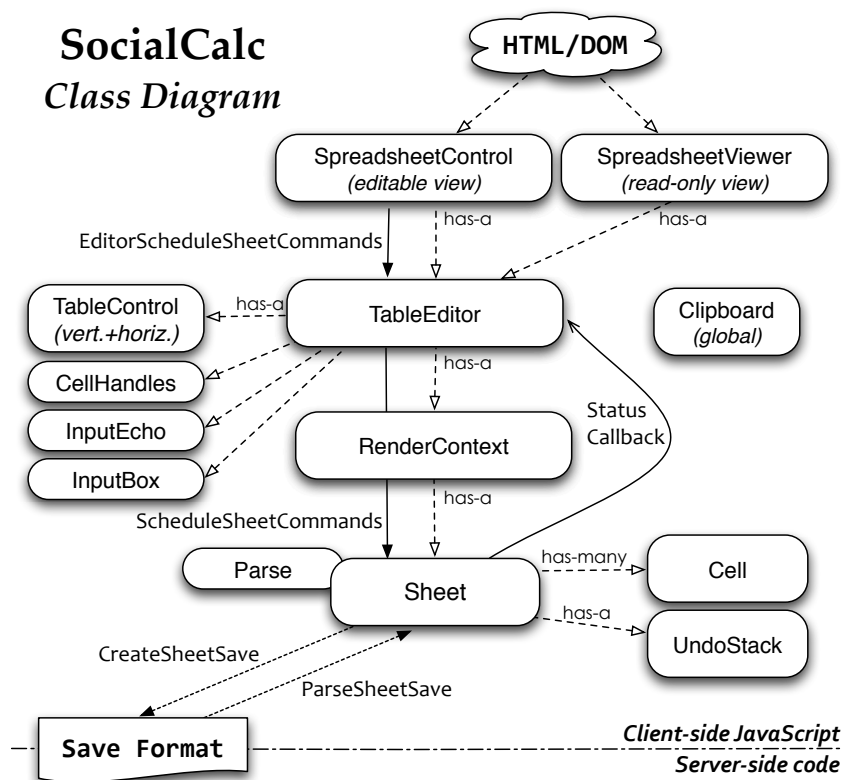 SocialCalc
Class Diagram
HTML/DOM
SpreadsheetControl
(editable view)
SpreadsheetViewer
(read-only view)
has-a
has-a
EditorScheduleSheetCommands
TableControl
(vert.+horiz.)
has-a
TableEditor
Clipboard
(global)
CellHandles
has-a
InputEcho
RenderContext
Status
Callback
InputBox
has-a
ScheduleSheetCommands
Parse
Sheet
has-many
Cell
has-a
UndoStack
CreateSheetSave
ParseSheetSave
Save Format
Client-side JavaScript
Server-side code